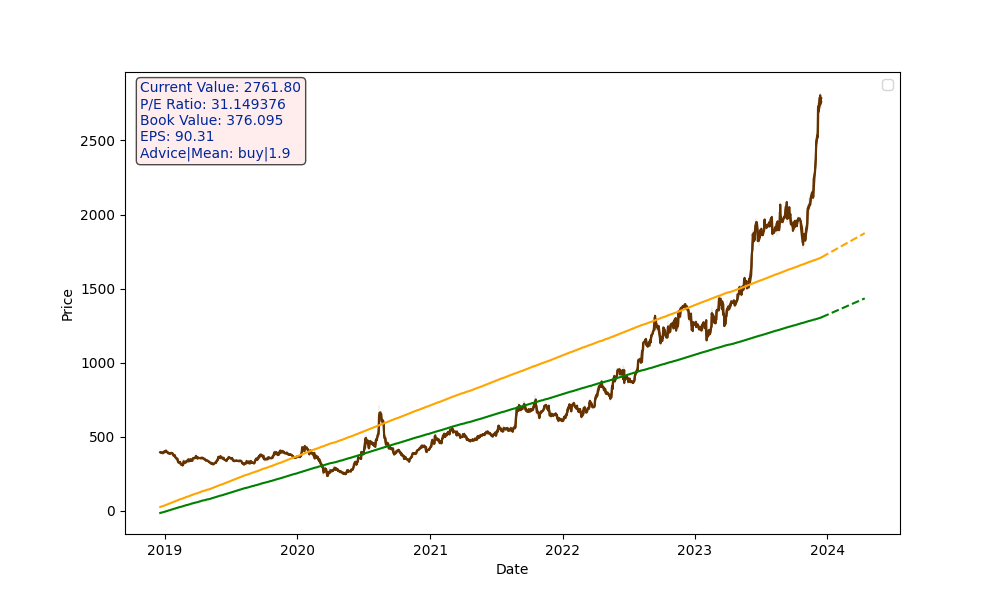 Current Value: 2761.80
P/E Ratio: 31.149376
Book Value: 376.095
EPS: 90.31
Advice|Mean: buy|1.9
2500
2000
1500
1000
500
0
Price
2019 2020 2021 2022 2023 2024
Date